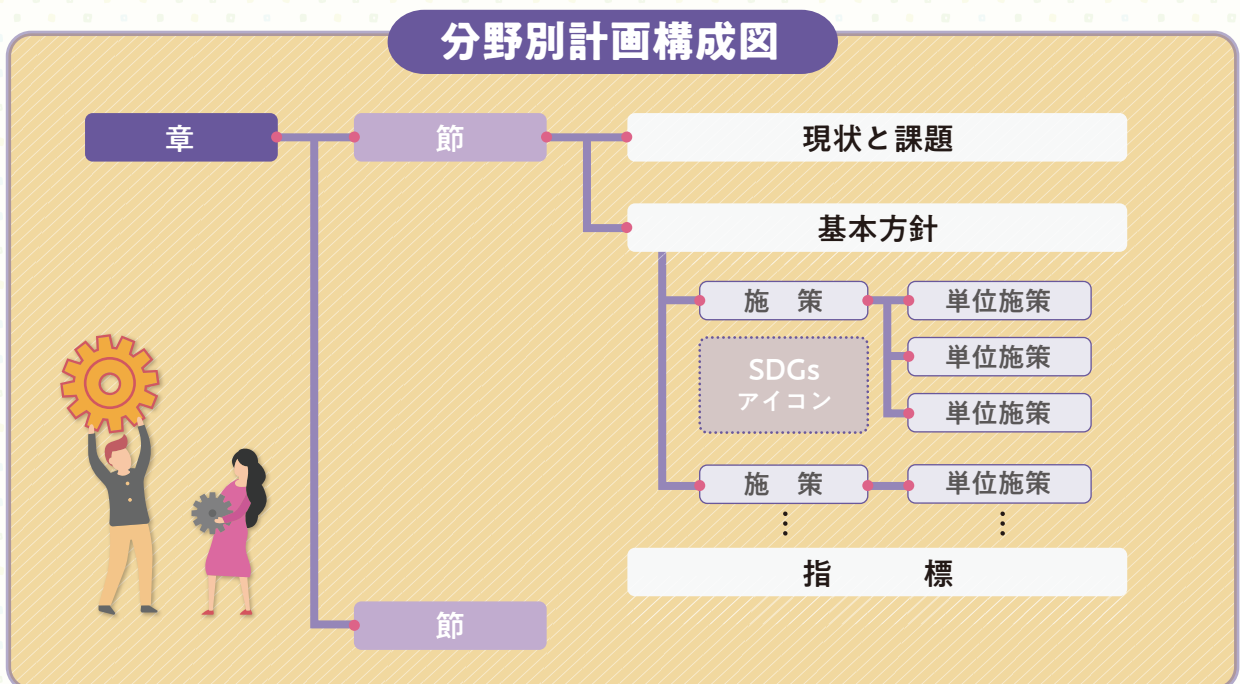 分野別計画構成図
章
節
現状と課題
基本方針
施　策
単位施策
SDGs
アイコン
単位施策
単位施策
施　策
単位施策
⋮
⋮
指　標
節